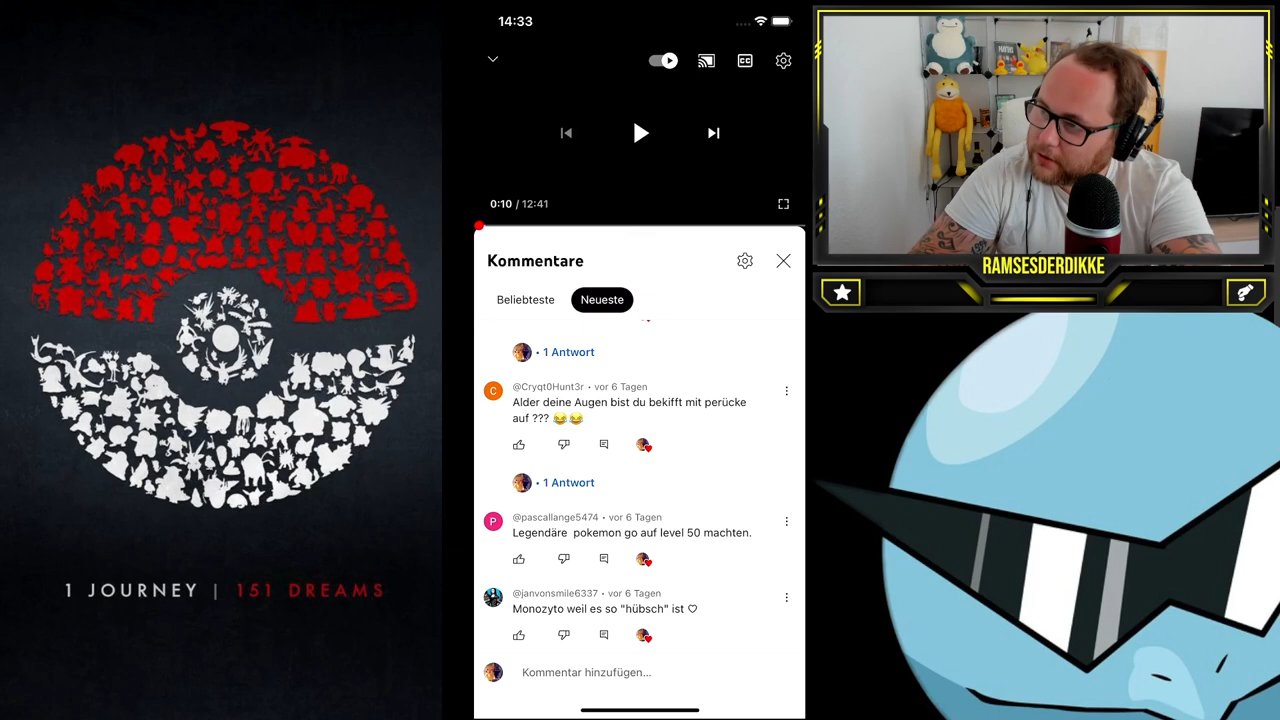 14:33
CC
0:10 / 12:41
Kommentare
Beliebteste
Neueste
• 1 Antwort
C
@Cryqt0Hunt3r • vor 6 Tagen
Alder deine Augen bist du bekifft mit perücke
auf ??? 😂😂
• 1 Antwort
P
@pascallange5474 • vor 6 Tagen
Legendäre pokemon go auf level 50 machten.
@janvonsmile6337 • vor 6 Tagen
Monozyto weil es so "hübsch" ist ♡
Kommentar hinzufügen...
1 JOURNEY | 151 DREAMS
RAMSESDERDIKKE